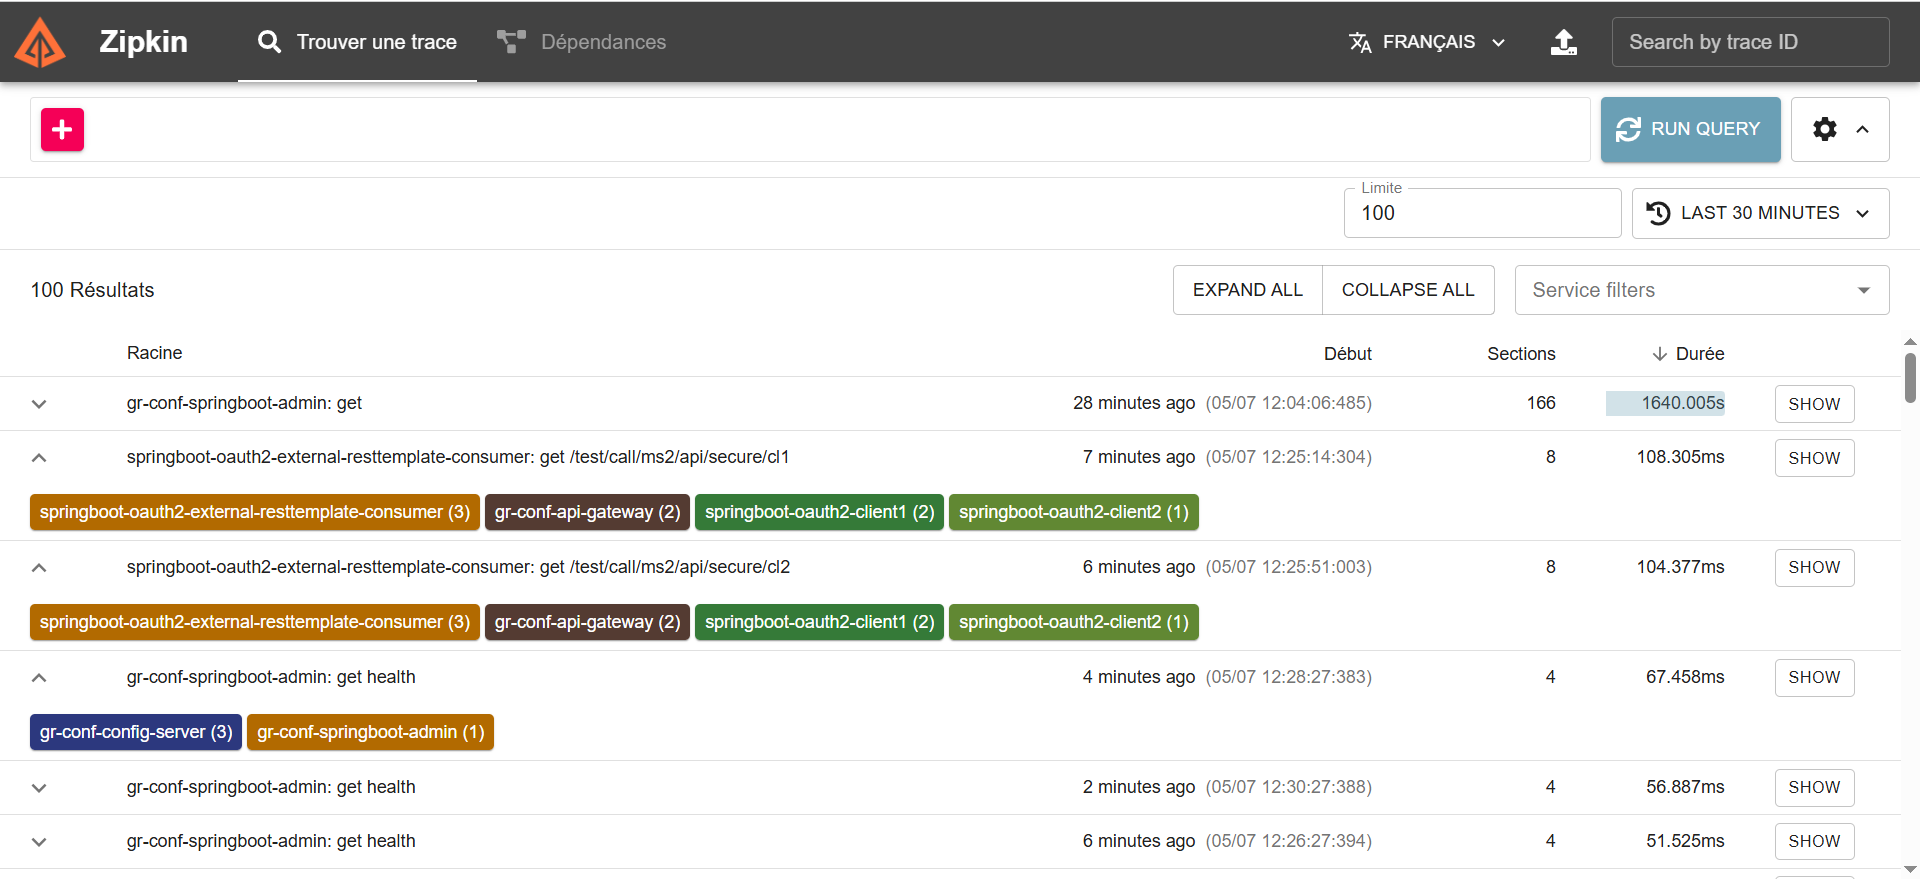 Zipkin
Trouver une trace
Dépendances
FRANÇAIS
Search by trace ID
RUN QUERY
Limite
100
LAST 30 MINUTES
100 Résultats
EXPAND ALL
COLLAPSE ALL
Service filters
Racine Début Sections Durée
gr-conf-springboot-admin: get 28 minutes ago (05/07 12:04:06:485) 166 1640.005s SHOW
springboot-oauth2-external-resttemplate-consumer: get /test/call/ms2/api/secure/cl1 7 minutes ago (05/07 12:25:14:304) 8 108.305ms SHOW
springboot-oauth2-external-resttemplate-consumer (3) gr-conf-api-gateway (2) springboot-oauth2-client1 (2) springboot-oauth2-client2 (1)
springboot-oauth2-external-resttemplate-consumer: get /test/call/ms2/api/secure/cl2 6 minutes ago (05/07 12:25:51:003) 8 104.377ms SHOW
springboot-oauth2-external-resttemplate-consumer (3) gr-conf-api-gateway (2) springboot-oauth2-client1 (2) springboot-oauth2-client2 (1)
gr-conf-springboot-admin: get health 4 minutes ago (05/07 12:28:27:383) 4 67.458ms SHOW
gr-conf-config-server (3) gr-conf-springboot-admin (1)
gr-conf-springboot-admin: get health 2 minutes ago (05/07 12:30:27:388) 4 56.887ms SHOW
gr-conf-springboot-admin: get health 6 minutes ago (05/07 12:26:27:394) 4 51.525ms SHOW